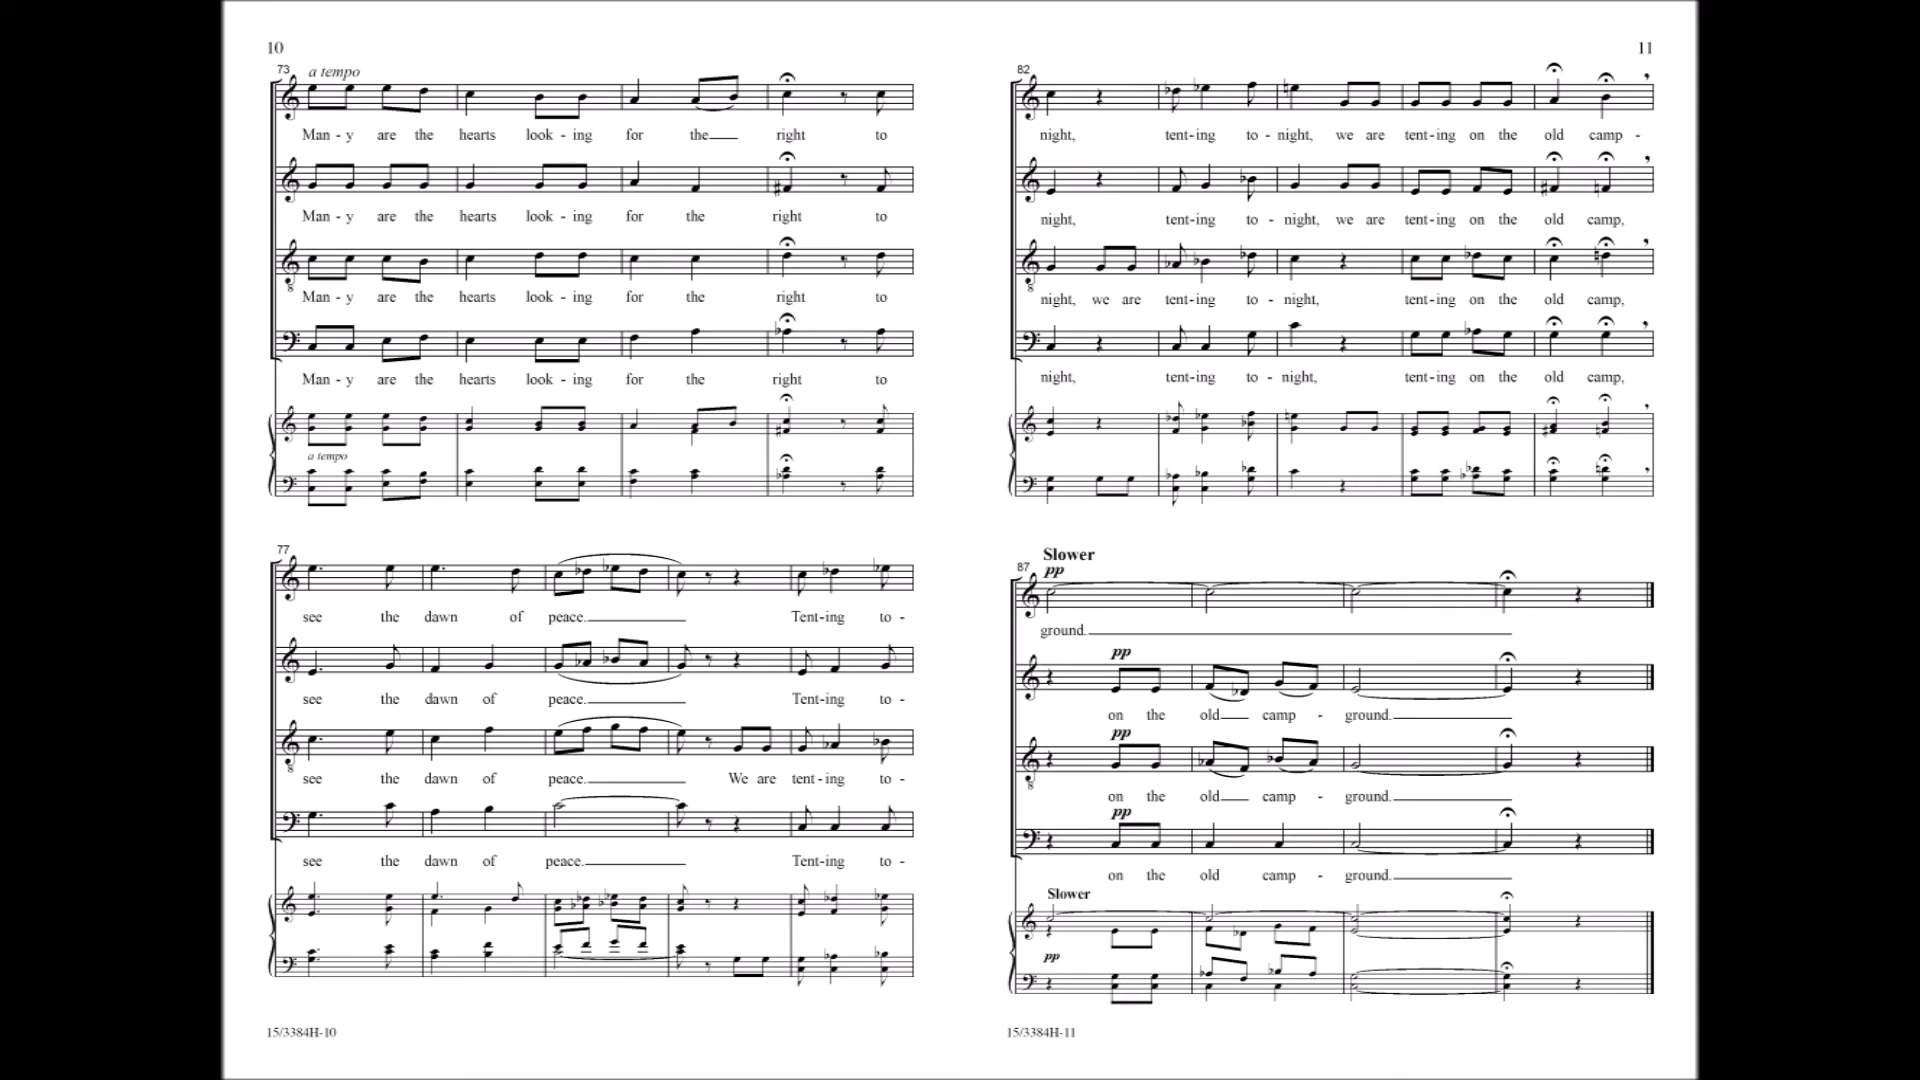 10
73
a tempo
Man - y are the hearts look - ing for the right to
Man - y are the hearts look - ing for the right to
Man - y are the hearts look - ing for the right to
Man - y are the hearts look - ing for the right to
a tempo
77
see the dawn of peace. Tent-ing to -
see the dawn of peace. Tent-ing to -
see the dawn of peace. We are tent-ing to -
see the dawn of peace. Tent-ing to -
15/3384H-10
11
82
night, tent-ing to - night, we are tent-ing on the old camp -
night, tent-ing to - night, we are tent-ing on the old camp,
night, we are tent-ing to - night, tent-ing on the old camp,
night, tent-ing to - night, tent-ing on the old camp,
87
Slower
pp
ground.
pp
on the old camp - ground.
pp
on the old camp - ground.
pp
on the old camp - ground.
Slower
pp
15/3384H-11